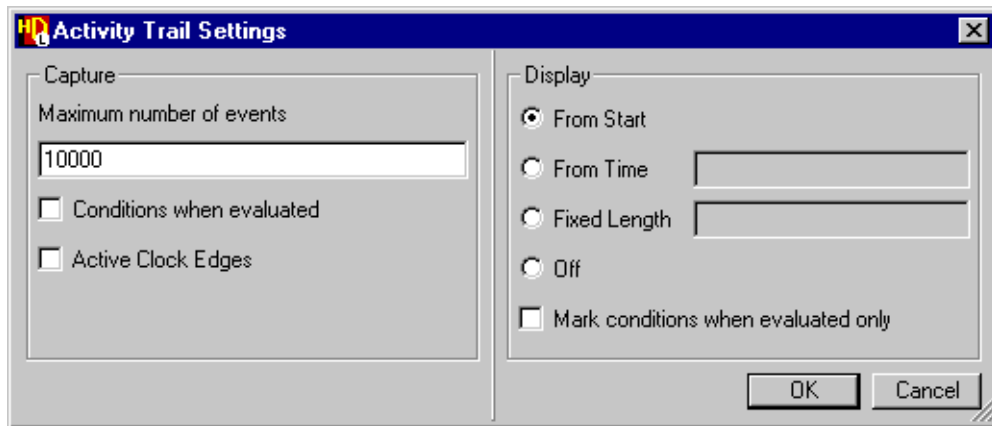 HDL Activity Trail Settings
Capture
Maximum number of events
10000
Conditions when evaluated
Active Clock Edges
Display
From Start
From Time
Fixed Length
Off
Mark conditions when evaluated only
OK Cancel